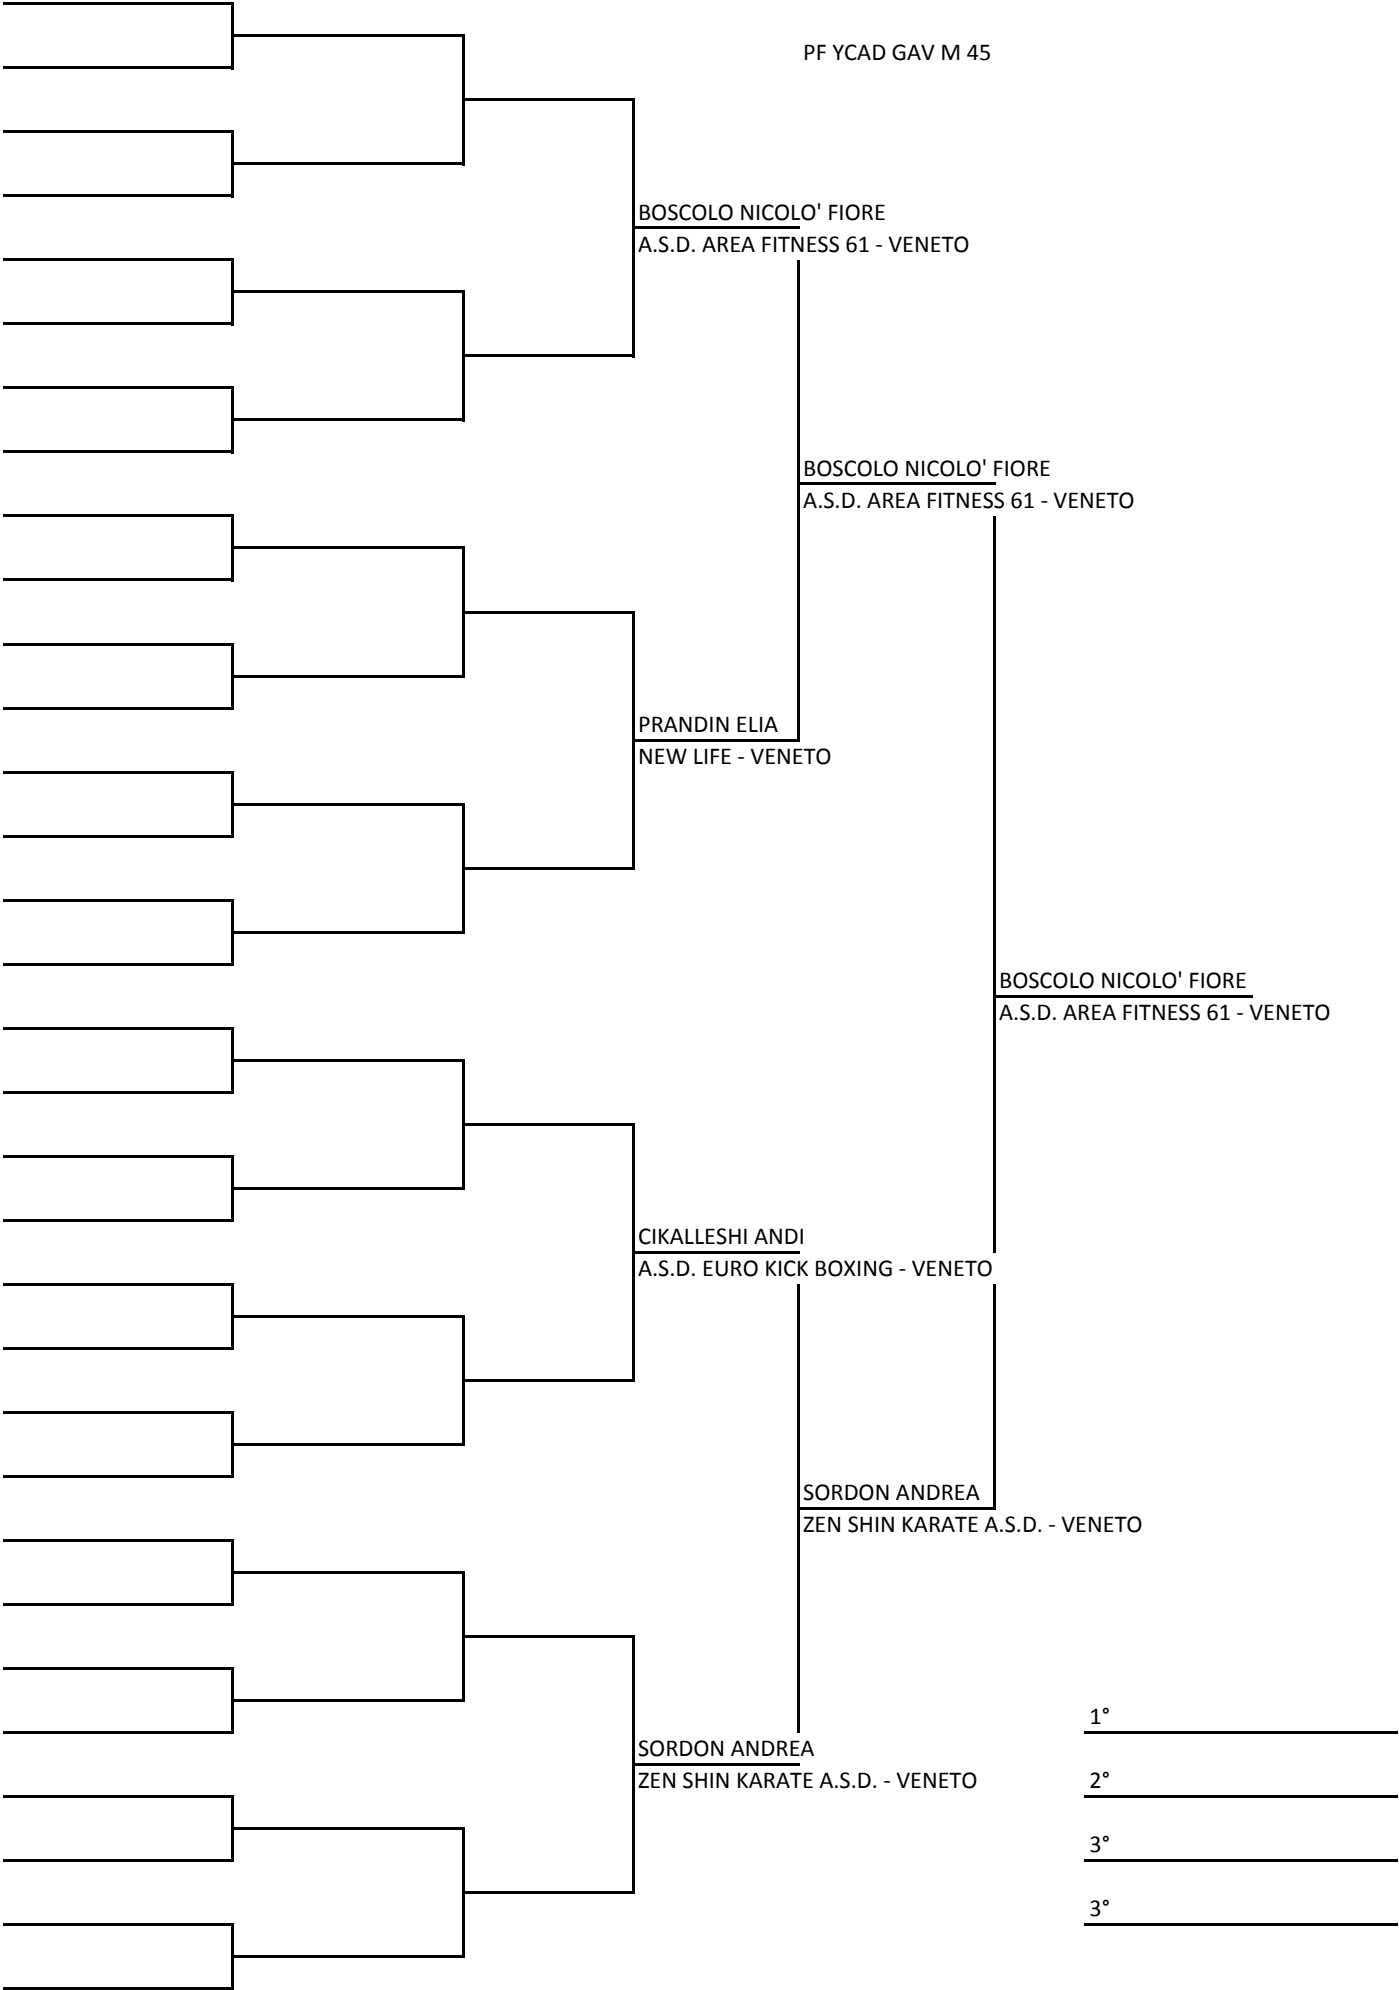 PF YCAD GAV M 45
BOSCOLO NICOLO' FIORE
A.S.D. AREA FITNESS 61 - VENETO
BOSCOLO NICOLO' FIORE
A.S.D. AREA FITNESS 61 - VENETO
PRANDIN ELIA
NEW LIFE - VENETO
BOSCOLO NICOLO' FIORE
A.S.D. AREA FITNESS 61 - VENETO
CIKALLESHI ANDI
A.S.D. EURO KICK BOXING - VENETO
SORDON ANDREA
ZEN SHIN KARATE A.S.D. - VENETO
SORDON ANDREA
ZEN SHIN KARATE A.S.D. - VENETO
1°
2°
3°
3°